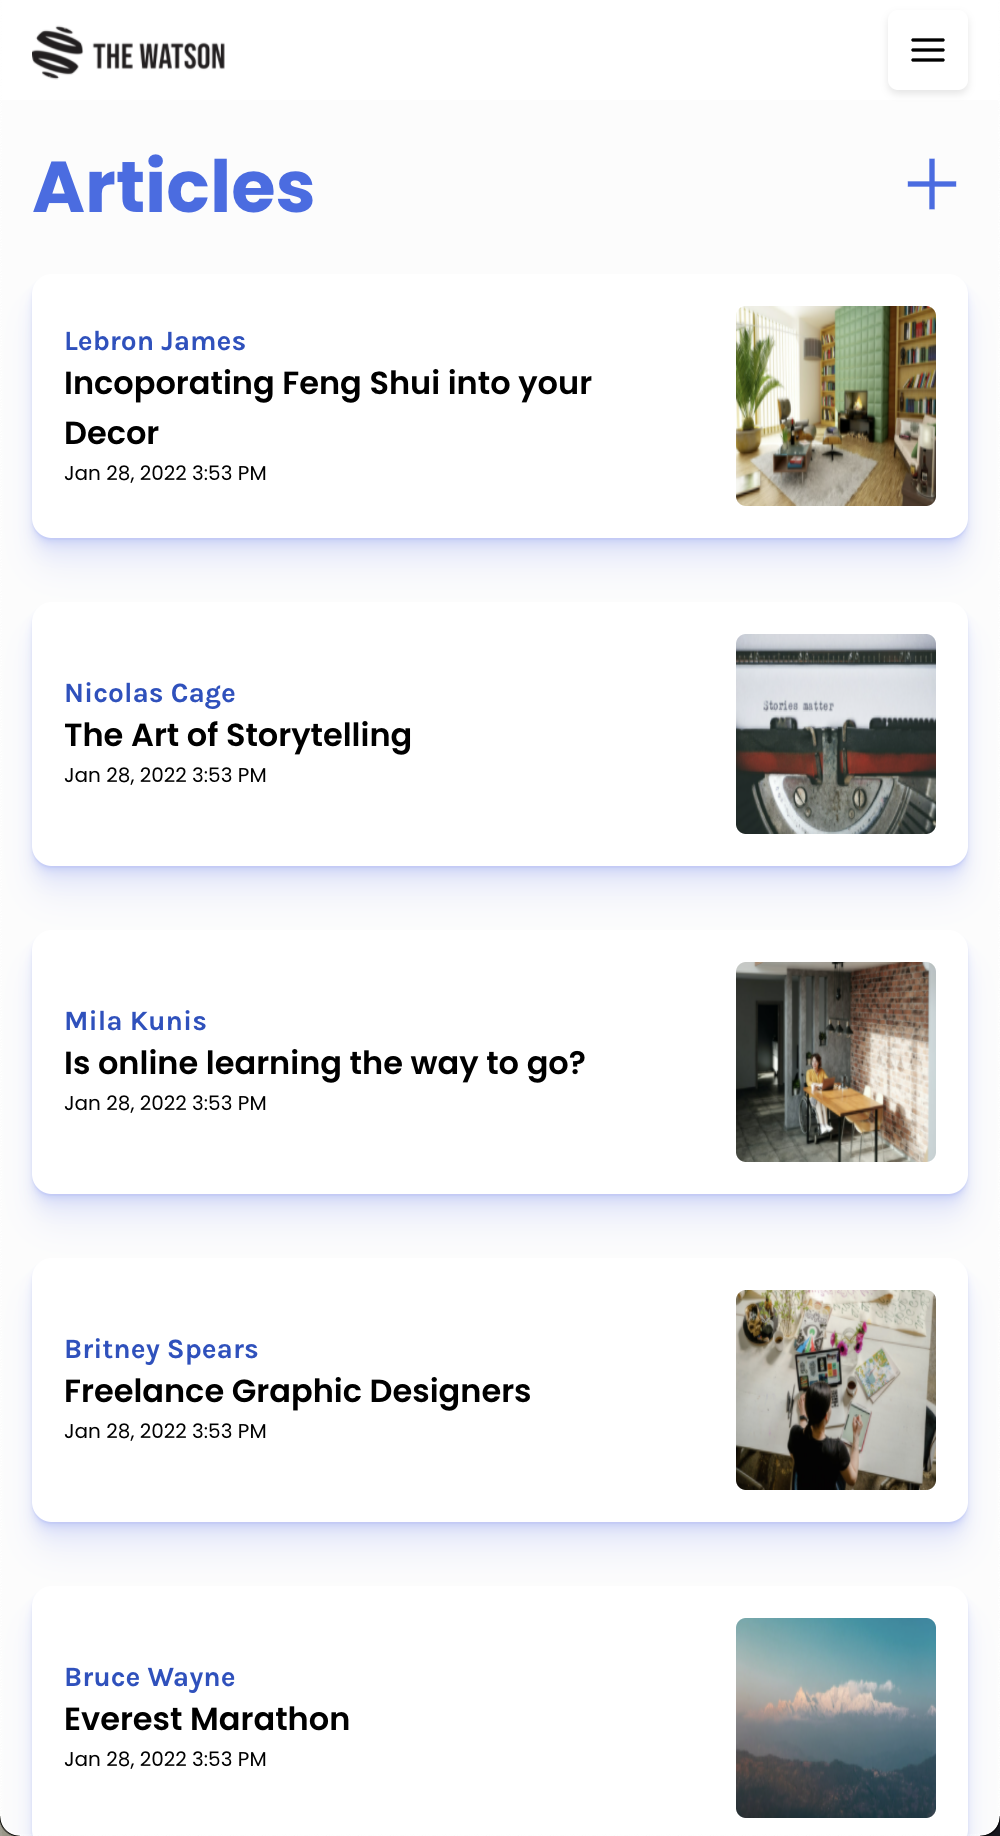 THE WATSON
Articles
Lebron James
Incoporating Feng Shui into your
Decor
Jan 28, 2022 3:53 PM
Nicolas Cage
The Art of Storytelling
Jan 28, 2022 3:53 PM
Stories matter
Mila Kunis
Is online learning the way to go?
Jan 28, 2022 3:53 PM
Britney Spears
Freelance Graphic Designers
Jan 28, 2022 3:53 PM
Bruce Wayne
Everest Marathon
Jan 28, 2022 3:53 PM